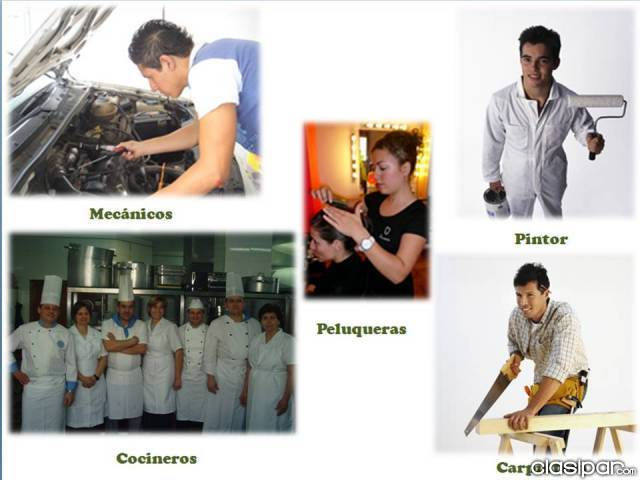 Mecánicos
Pintor
Peluqueras
Cocineros
clasipar.com